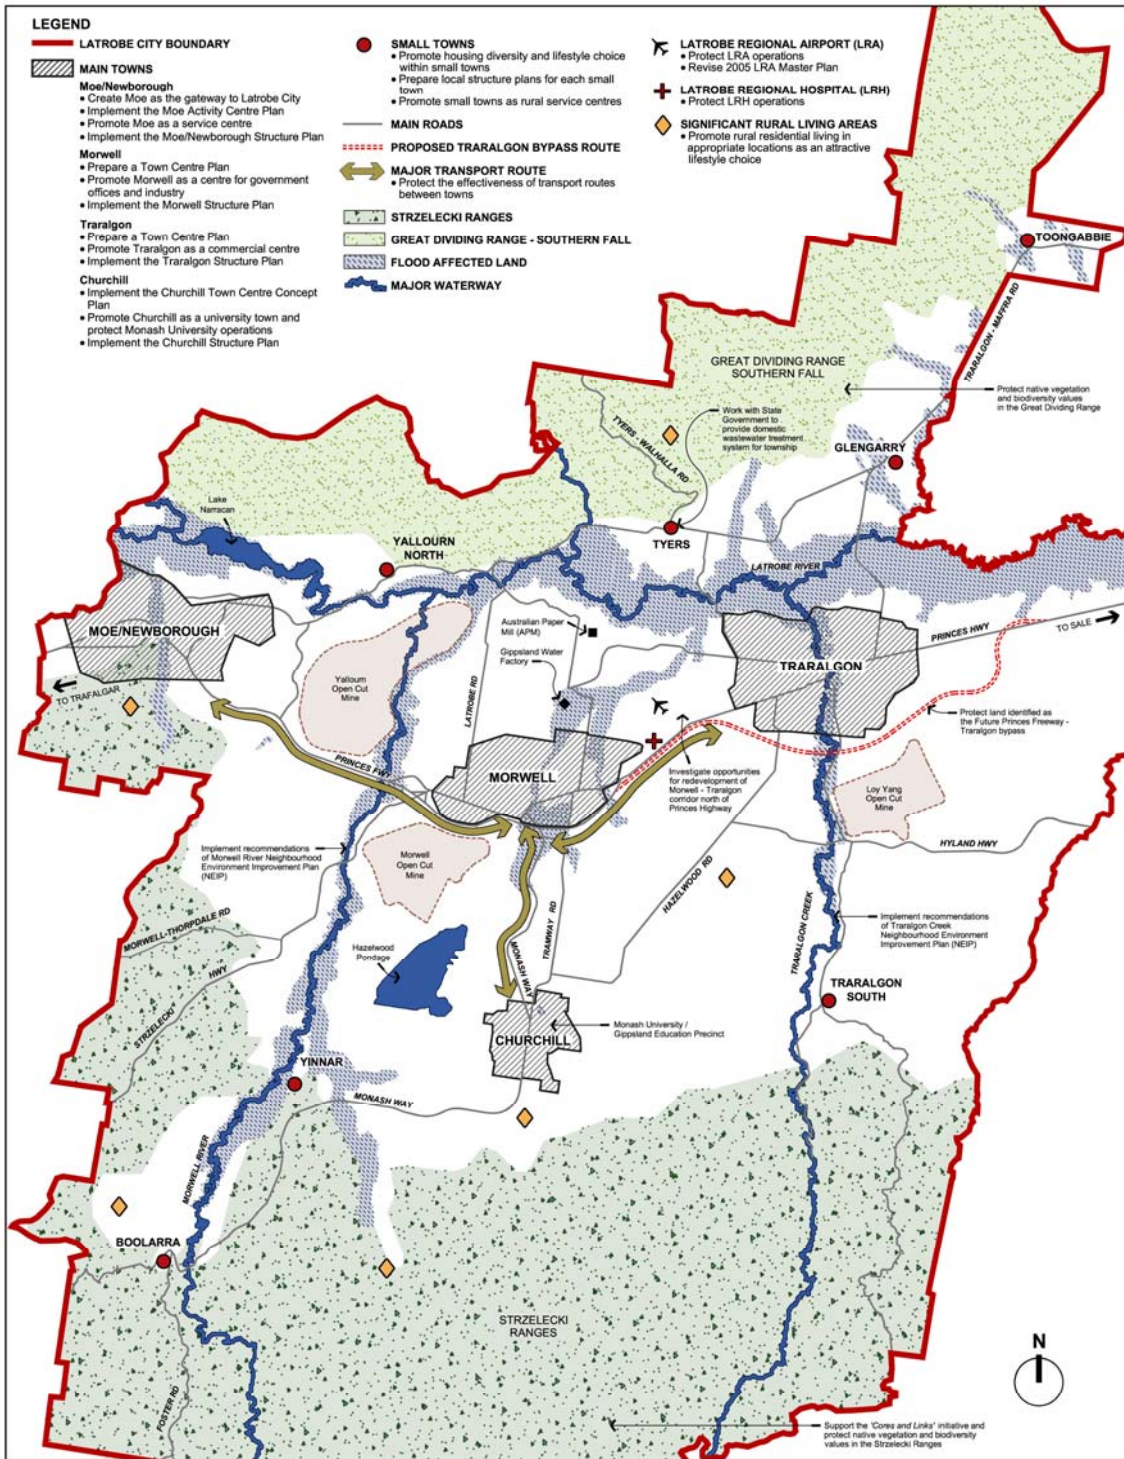 LEGEND
LATROBE CITY BOUNDARY
MAIN TOWNS
Moe/Newborough
• Create Moe as the gateway to Latrobe City
• Implement the Moe Activity Centre Plan
• Promote Moe as a service centre
• Implement the Moe/Newborough Structure Plan
Morwell
• Prepare a Town Centre Plan
• Promote Morwell as a centre for government
offices and industry
• Implement the Morwell Structure Plan
Traralgon
• Prepare a Town Centre Plan
• Promote Traralgon as a commercial centre
• Implement the Traralgon Structure Plan
Churchill
• Implement the Churchill Town Centre Concept
Plan
• Promote Churchill as a university town and
protect Monash University operations
• Implement the Churchill Structure Plan
SMALL TOWNS
• Promote housing diversity and lifestyle choice
within small towns
• Prepare local structure plans for each small
town
• Promote small towns as rural service centres
MAIN ROADS
PROPOSED TRARALGON BYPASS ROUTE
MAJOR TRANSPORT ROUTE
• Protect the effectiveness of transport routes
between towns
STRZELECKI RANGES
GREAT DIVIDING RANGE - SOUTHERN FALL
FLOOD AFFECTED LAND
MAJOR WATERWAY
LATROBE REGIONAL AIRPORT (LRA)
• Protect LRA operations
• Revise 2005 LRA Master Plan
LATROBE REGIONAL HOSPITAL (LRH)
• Protect LRH operations
SIGNIFICANT RURAL LIVING AREAS
• Promote rural residential living in
appropriate locations as an attractive
lifestyle choice
TOONGABBIE
TRARALGON - MAFFRA RD
GREAT DIVIDING RANGE
SOUTHERN FALL
Protect native vegetation
and biodiversity values
in the Great Dividing Range
Work with State
Government to
provide domestic
wastewater treatment
system for township
TYERS - WALHALLA RD
GLENGARRY
Lake
Narracan
YALLOURN
NORTH
TYERS
LATROBE RIVER
MOE/NEWBOROUGH
Australian Paper
Mill (APM)
Gippsland Water
Factory
PRINCES HWY
TO SALE
TRARALGON
TO TRAFALGAR
Yallourn
Open Cut
Mine
LATROBE RD
Protect land identified as
the Future Princes Freeway -
Traralgon bypass
PRINCES FWY
MORWELL
Investigate opportunities
for redevelopment of
Morwell - Traralgon
corridor north of
Princes Highway
Loy Yang
Open Cut
Mine
Implement recommendations
of Morwell River Neighbourhood
Environment Improvement Plan
(NEIP)
Morwell
Open Cut
Mine
HYLAND HWY
HAZELWOOD RD
MORWELL-THORPDALE RD
TRAMWAY RD
Implement recommendations
of Traralgon Creek
Neighbourhood Environment
Improvement Plan (NEIP)
TRARALGON CREEK
Hazelwood
Pondage
MONASH WAY
STRZELECKI HWY
TRARALGON
SOUTH
Monash University /
Gippsland Education Precinct
CHURCHILL
YINNAR
MONASH WAY
MORWELL RIVER
BOOLARRA
STRZELECKI
RANGES
N
FOSTER RD
Support the 'Cores and Links' initiative and
protect native vegetation and biodiversity
values in the Strzelecki Ranges